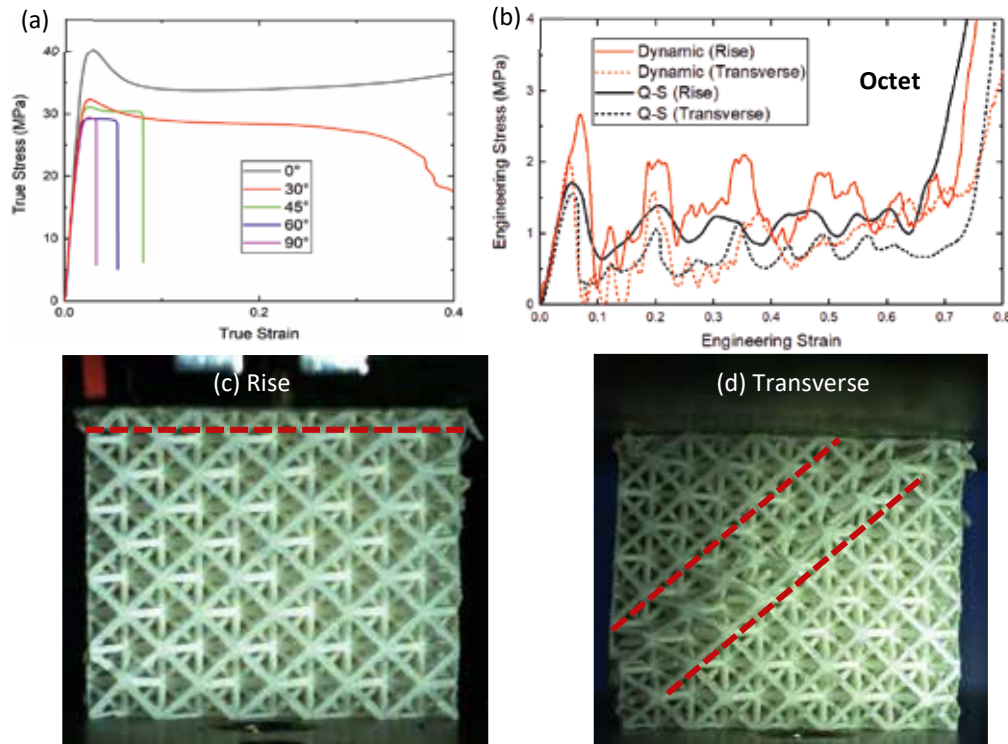 (a)
True Stress (MPa)
40
30
20
10
0
0°
30°
45°
60°
90°
0.0
0.2
0.4
True Strain
(b)
Engineering Stress (MPa)
4
3
2
1
0
Dynamic (Rise)
Dynamic (Transverse)
Q-S (Rise)
Q-S (Transverse)
Octet
0.0 0.1 0.2 0.3 0.4 0.5 0.6 0.7 0.8
Engineering Strain
(c) Rise
(d) Transverse